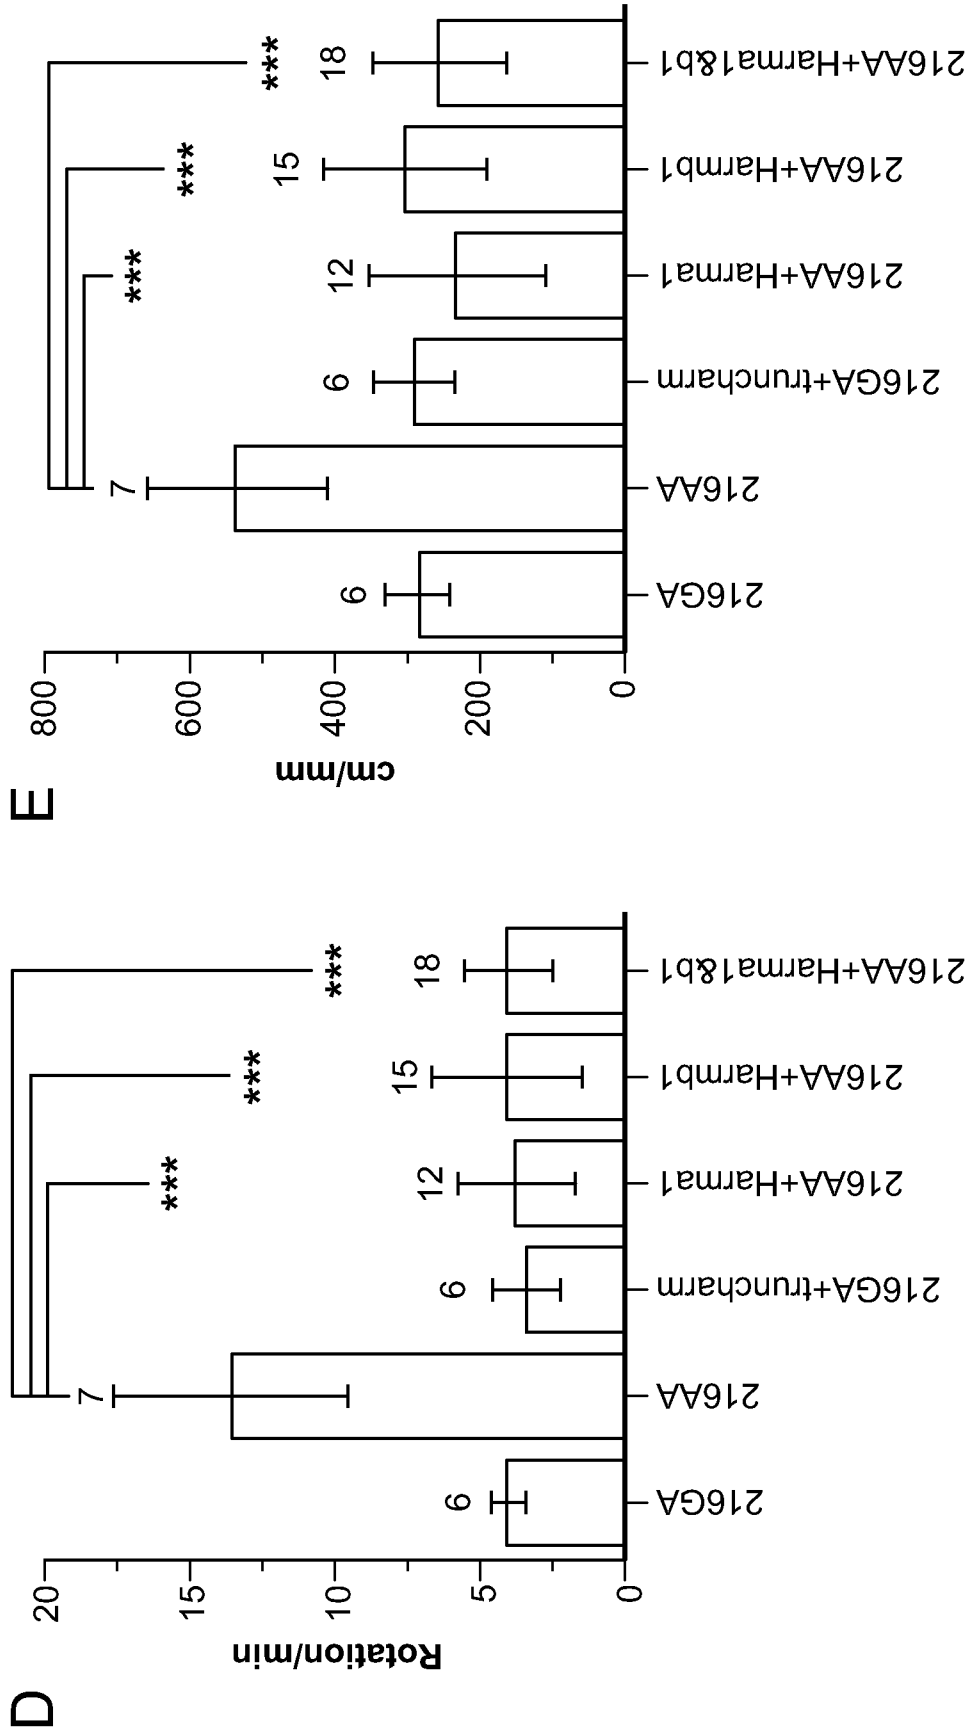 D
Rotation/min
20
15
10
5
0
***
***
***
6
7
6
12
15
18
216GA
216AA
216GA+truncharm
216AA+Harma1
216AA+Harmb1
216AA+Harma1&b1
E
cm/mm
800
600
400
200
0
***
***
***
6
7
6
12
15
18
216GA
216AA
216GA+truncharm
216AA+Harma1
216AA+Harmb1
216AA+Harma1&b1